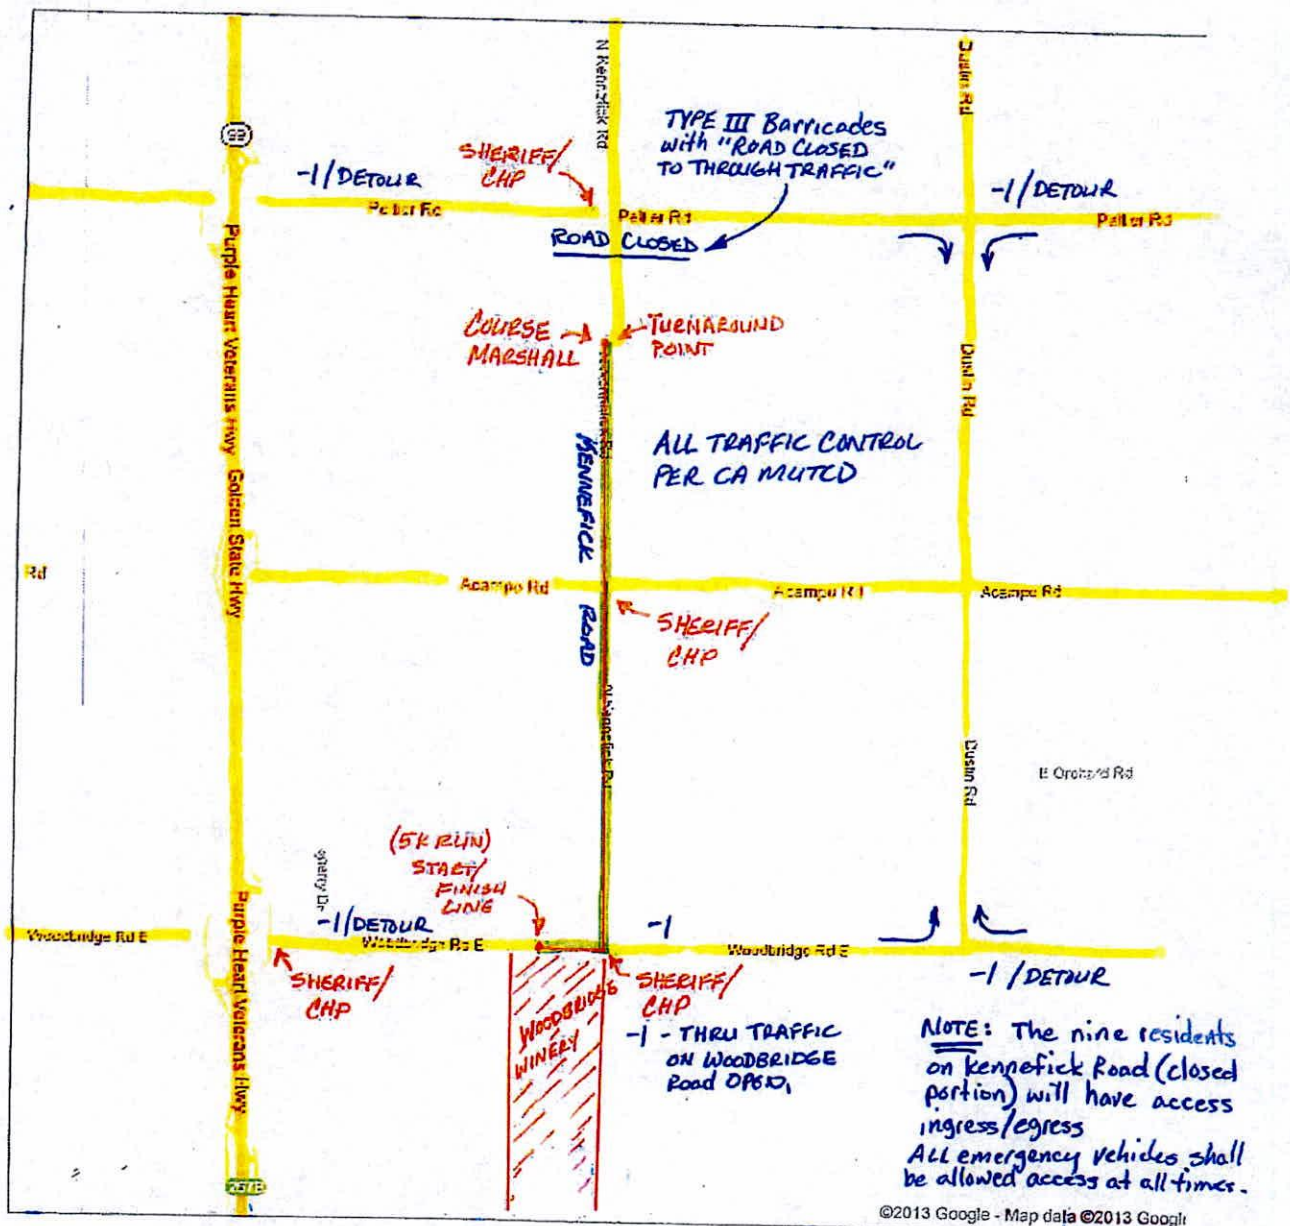 N Kennefick Rd
Dustin Rd
99
TYPE III Barricades
with "ROAD CLOSED
TO THROUGH TRAFFIC"
SHERIFF/
CHP
-1/DETOUR
Peltier Rd
Peltier Rd
-1/DETOUR
Peltier Rd
ROAD CLOSED
Purple Heart Veterans Hwy
COURSE
MARSHALL
TURNAROUND
POINT
Dustin Rd
KENNEFICK ROAD
ALL TRAFFIC CONTROL
PER CA MUTCD
Golden State Hwy
Rd
Acampo Rd
Acampo Rd
Acampo Rd
SHERIFF/
CHP
N Kennefick Rd
Dustin Rd
E Orchard Rd
(5K RUN)
START/
FINISH
LINE
Woodbridge Rd E
-1/DETOUR
Woodbridge Rd E
-1
Woodbridge Rd E
Purple Heart Veterans Hwy
SHERIFF/
CHP
SHERIFF/
CHP
-1/DETOUR
WOODBRIDGE
WINERY
-1 - THRU TRAFFIC
ON WOODBRIDGE
Road OPEN,
NOTE: The nine residents
on Kennefick Road (closed
portion) will have access
ingress/egress
ALL emergency vehicles shall
be allowed access at all times.
©2013 Google - Map data ©2013 Googl